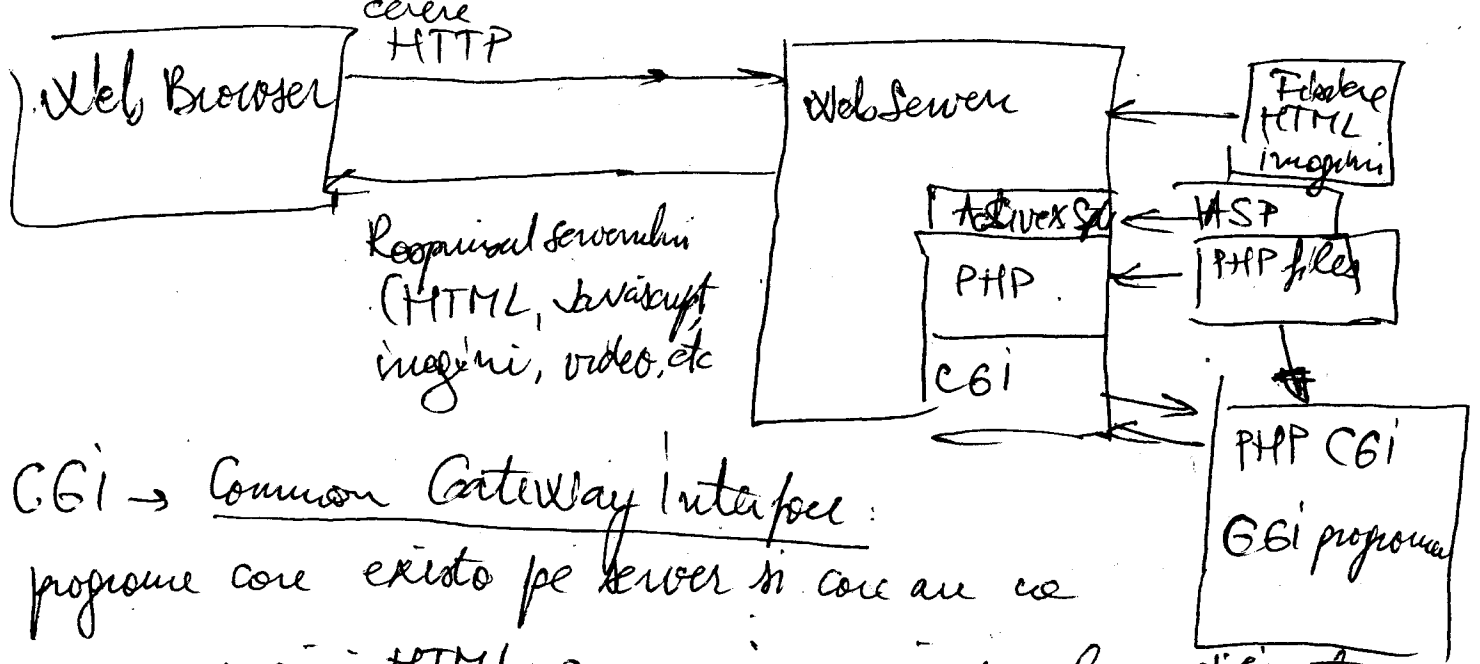 cerere
HTTP
Web Browser
Web Server
Fisiere
HTML
imagini
ActiveX
ASP
PHP
PHP files
CGI
Raspunsul serverului
(HTML, Javascript,
imagini, video, etc
PHP CGI
CGI programe
CGI → Common Gateway Interface:
programe care exista pe server si care au ca
HTML